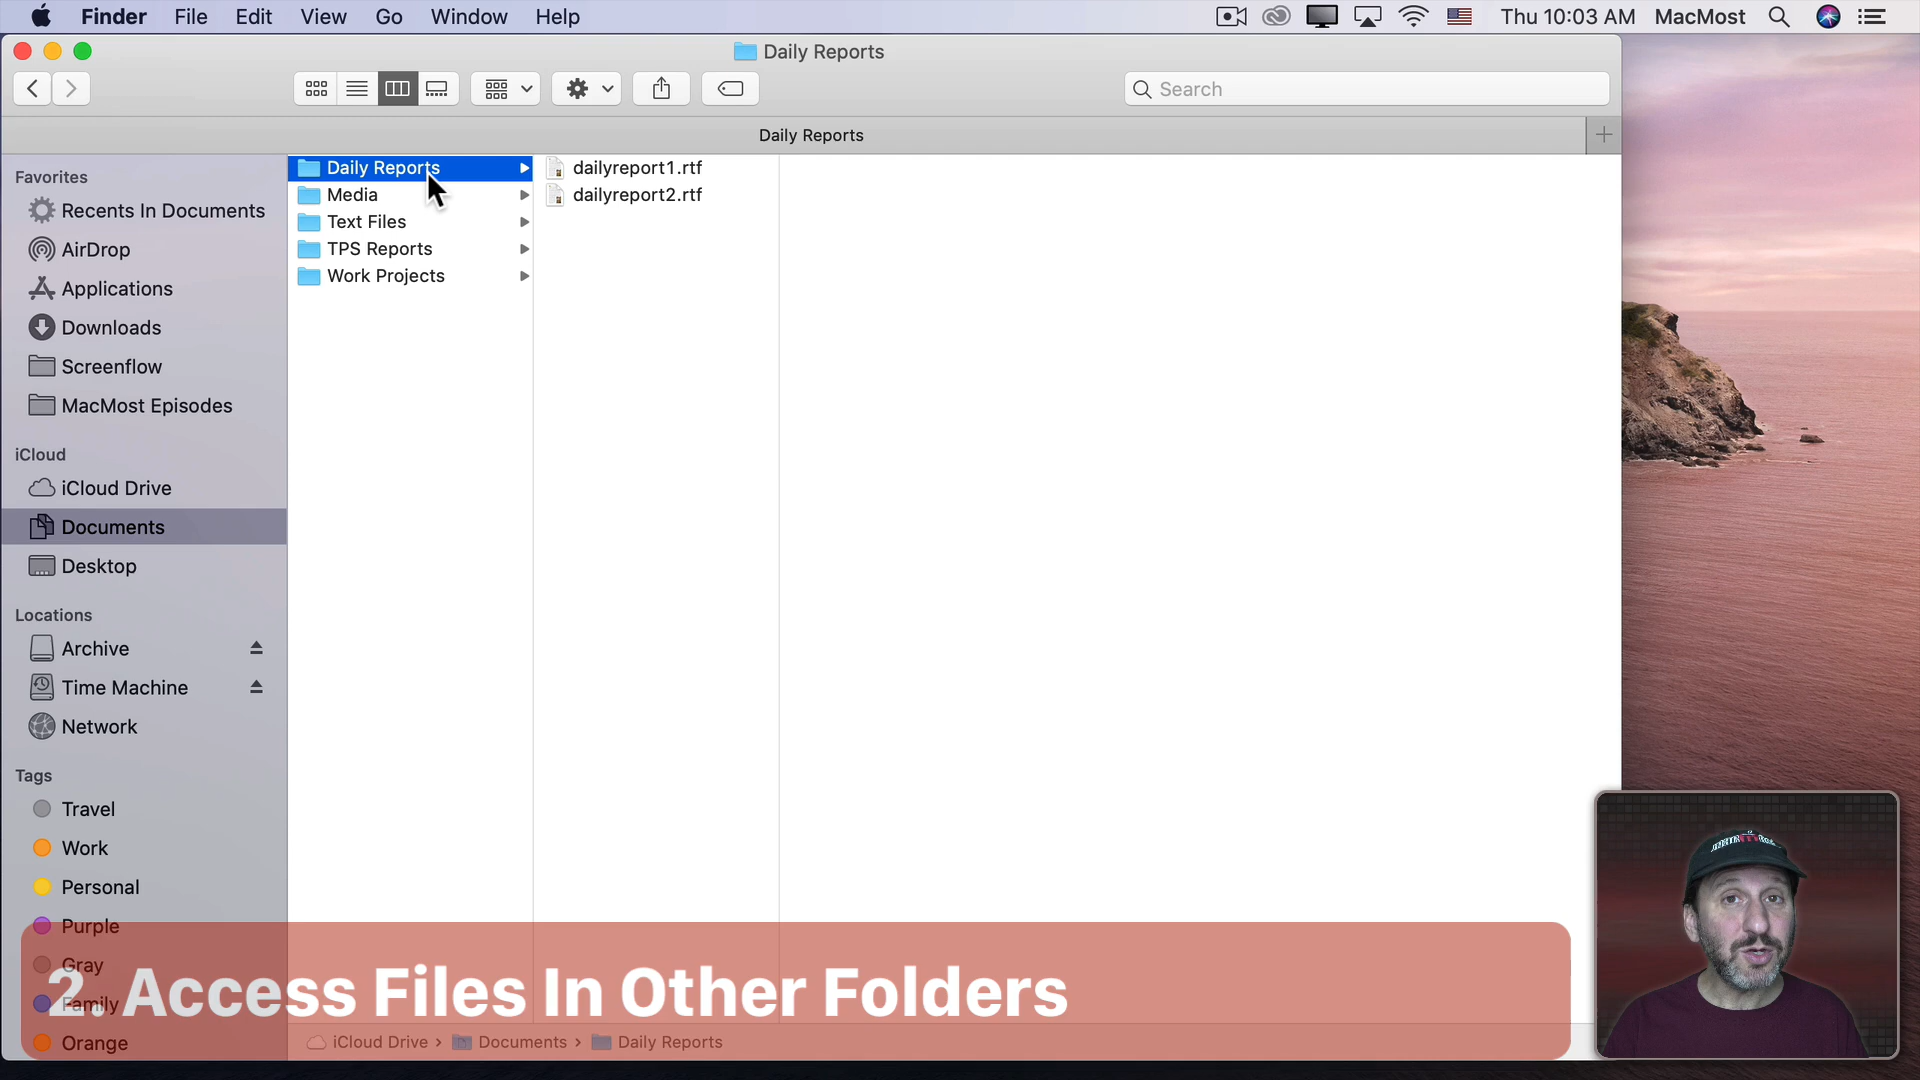 Finder File Edit View Go Window Help Thu 10:03 AM MacMost
Daily Reports
Search
Daily Reports
Favorites
Recents In Documents
AirDrop
Applications
Downloads
Screenflow
MacMost Episodes
iCloud
iCloud Drive
Documents
Desktop
Locations
Archive
Time Machine
Network
Tags
Travel
Work
Personal
Purple
Gray
Family
Orange
Daily Reports
Media
Text Files
TPS Reports
Work Projects
dailyreport1.rtf
dailyreport2.rtf
2. Access Files In Other Folders
iCloud Drive › Documents › Daily Reports